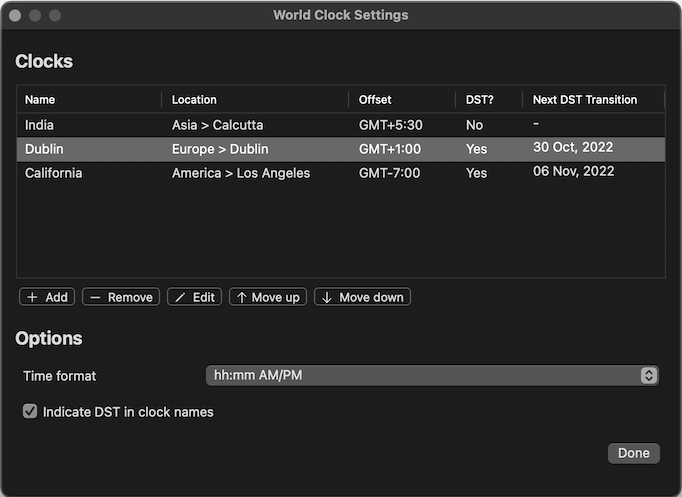 World Clock Settings
Clocks
Name Location Offset DST? Next DST Transition
India Asia > Calcutta GMT+5:30 No -
Dublin Europe > Dublin GMT+1:00 Yes 30 Oct, 2022
California America > Los Angeles GMT-7:00 Yes 06 Nov, 2022
+ Add − Remove Edit ↑ Move up ↓ Move down
Options
Time format hh:mm AM/PM
Indicate DST in clock names
Done